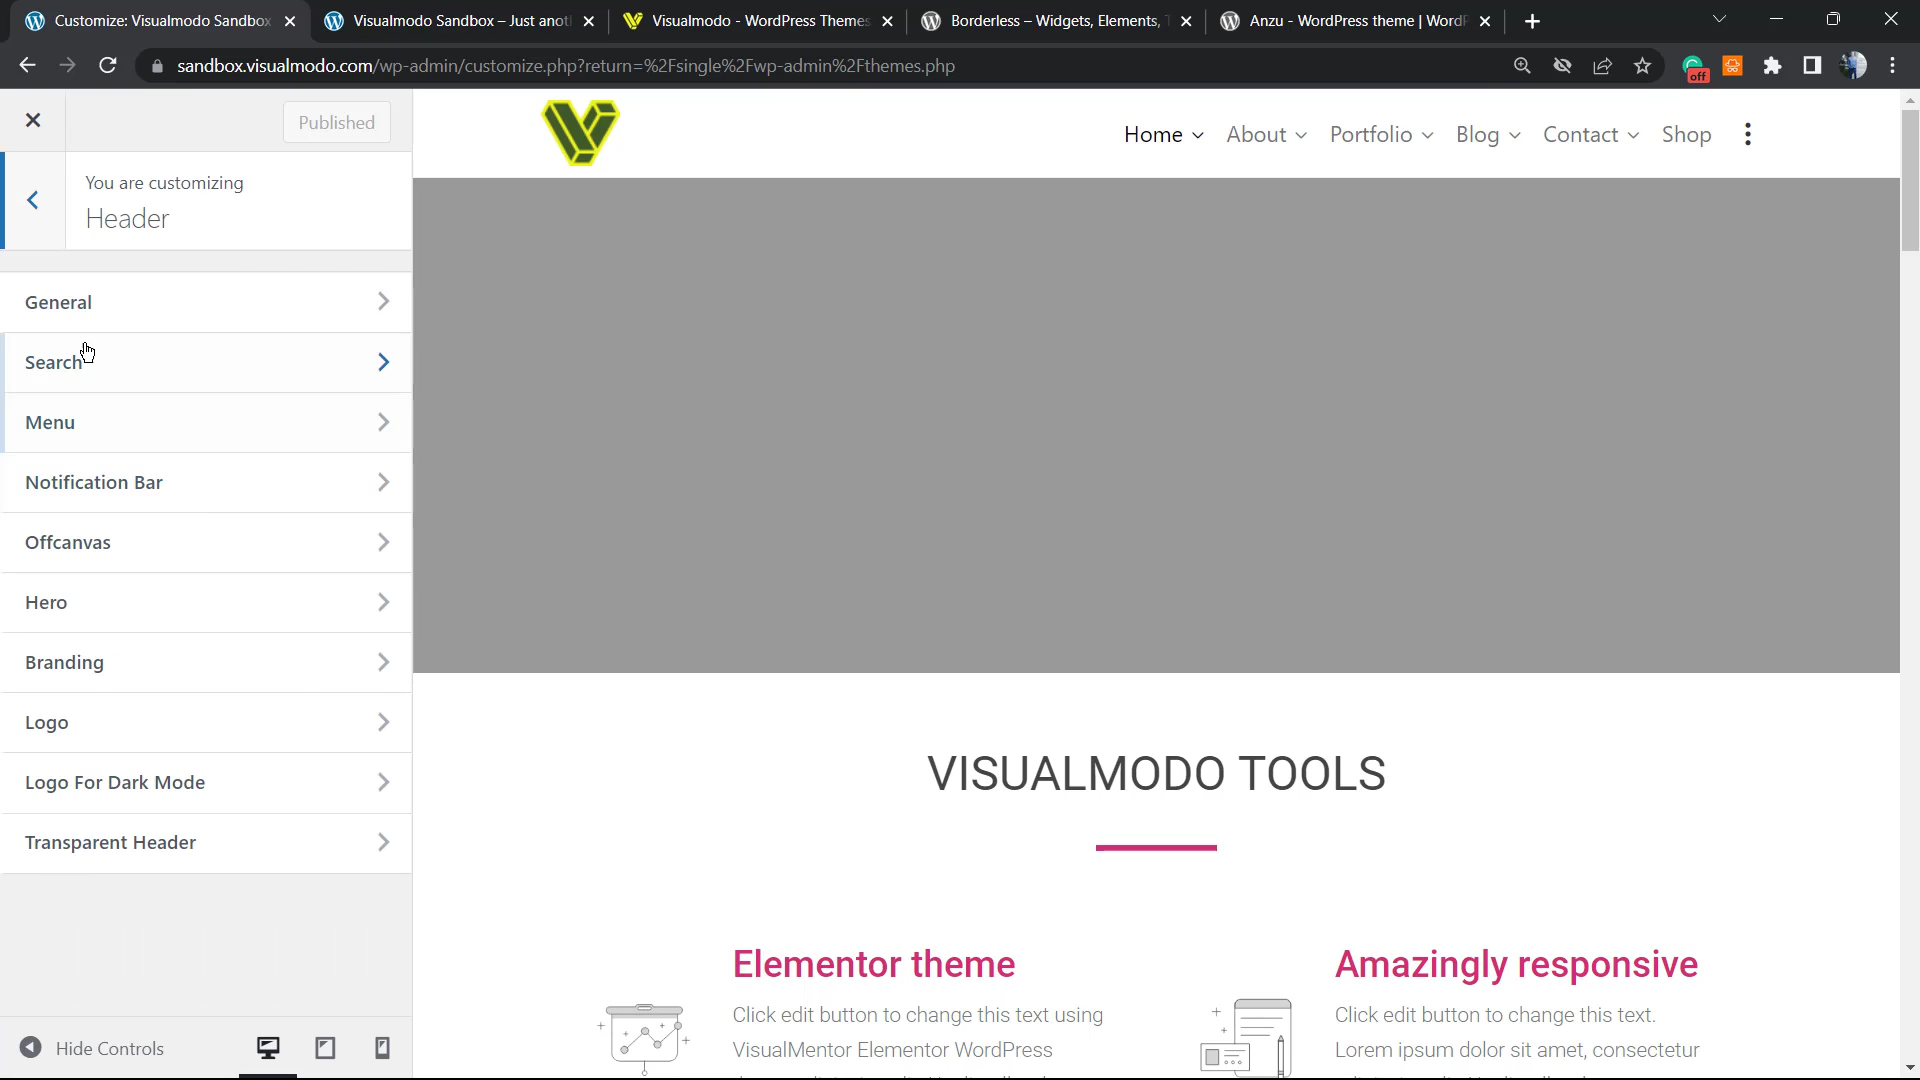 Customize: Visualmodo Sandbox
Visualmodo Sandbox – Just anot
Visualmodo - WordPress Themes
Borderless – Widgets, Elements,
Anzu - WordPress theme | WordP
sandbox.visualmodo.com/wp-admin/customize.php?return=%2Fsingle%2Fwp-admin%2Fthemes.php
off
Published
You are customizing
Header
General
Search
Menu
Notification Bar
Offcanvas
Hero
Branding
Logo
Logo For Dark Mode
Transparent Header
Hide Controls
Home
About
Portfolio
Blog
Contact
Shop
VISUALMODO TOOLS
Elementor theme
Click edit button to change this text using
VisualMentor Elementor WordPress
Amazingly responsive
Click edit button to change this text.
Lorem ipsum dolor sit amet, consectetur